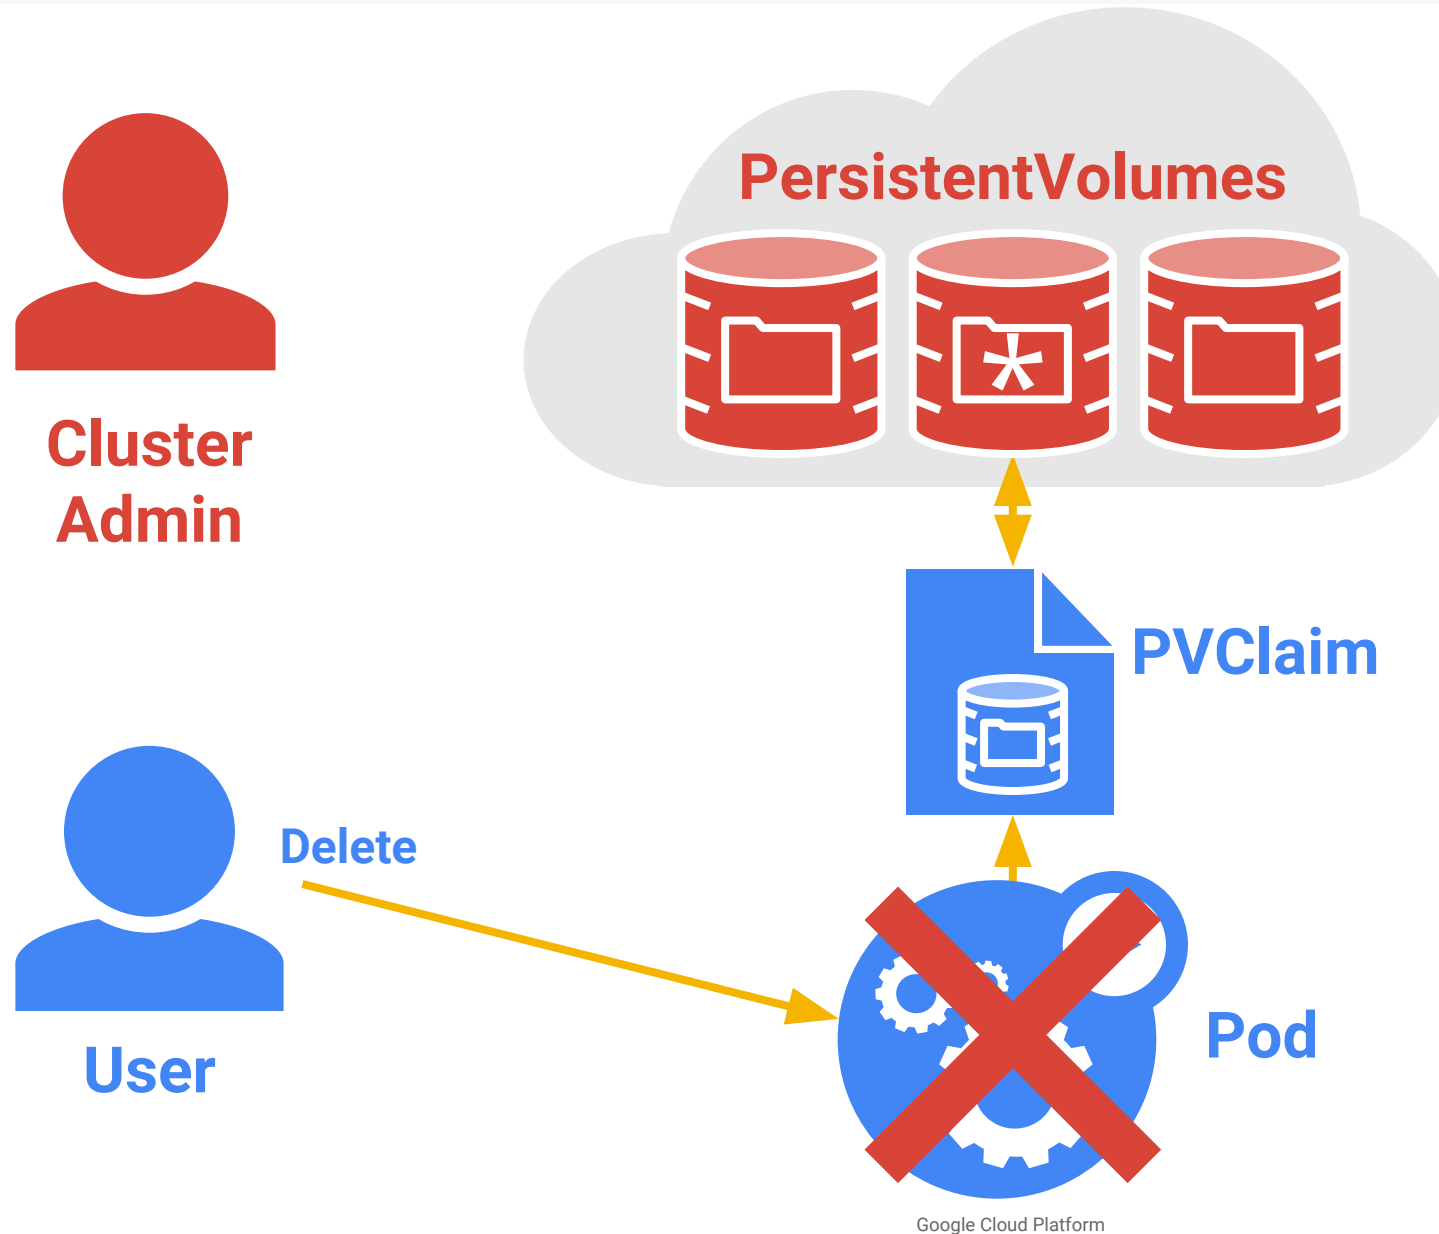 PersistentVolumes
*
Cluster
Admin
PVClaim
Delete
User
Pod
Google Cloud Platform